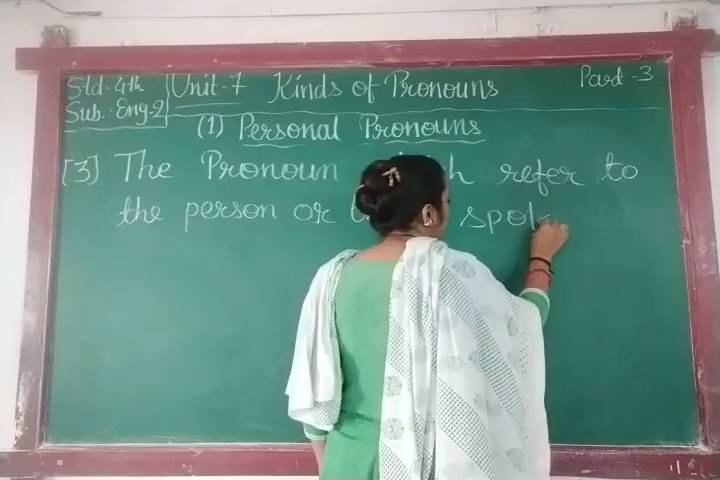 Std - 4th
Sub. Eng-2
Unit - 7 Kinds of Pronouns
Part - 3
(1) Personal Pronouns
[3] The Pronoun refer to
the person or